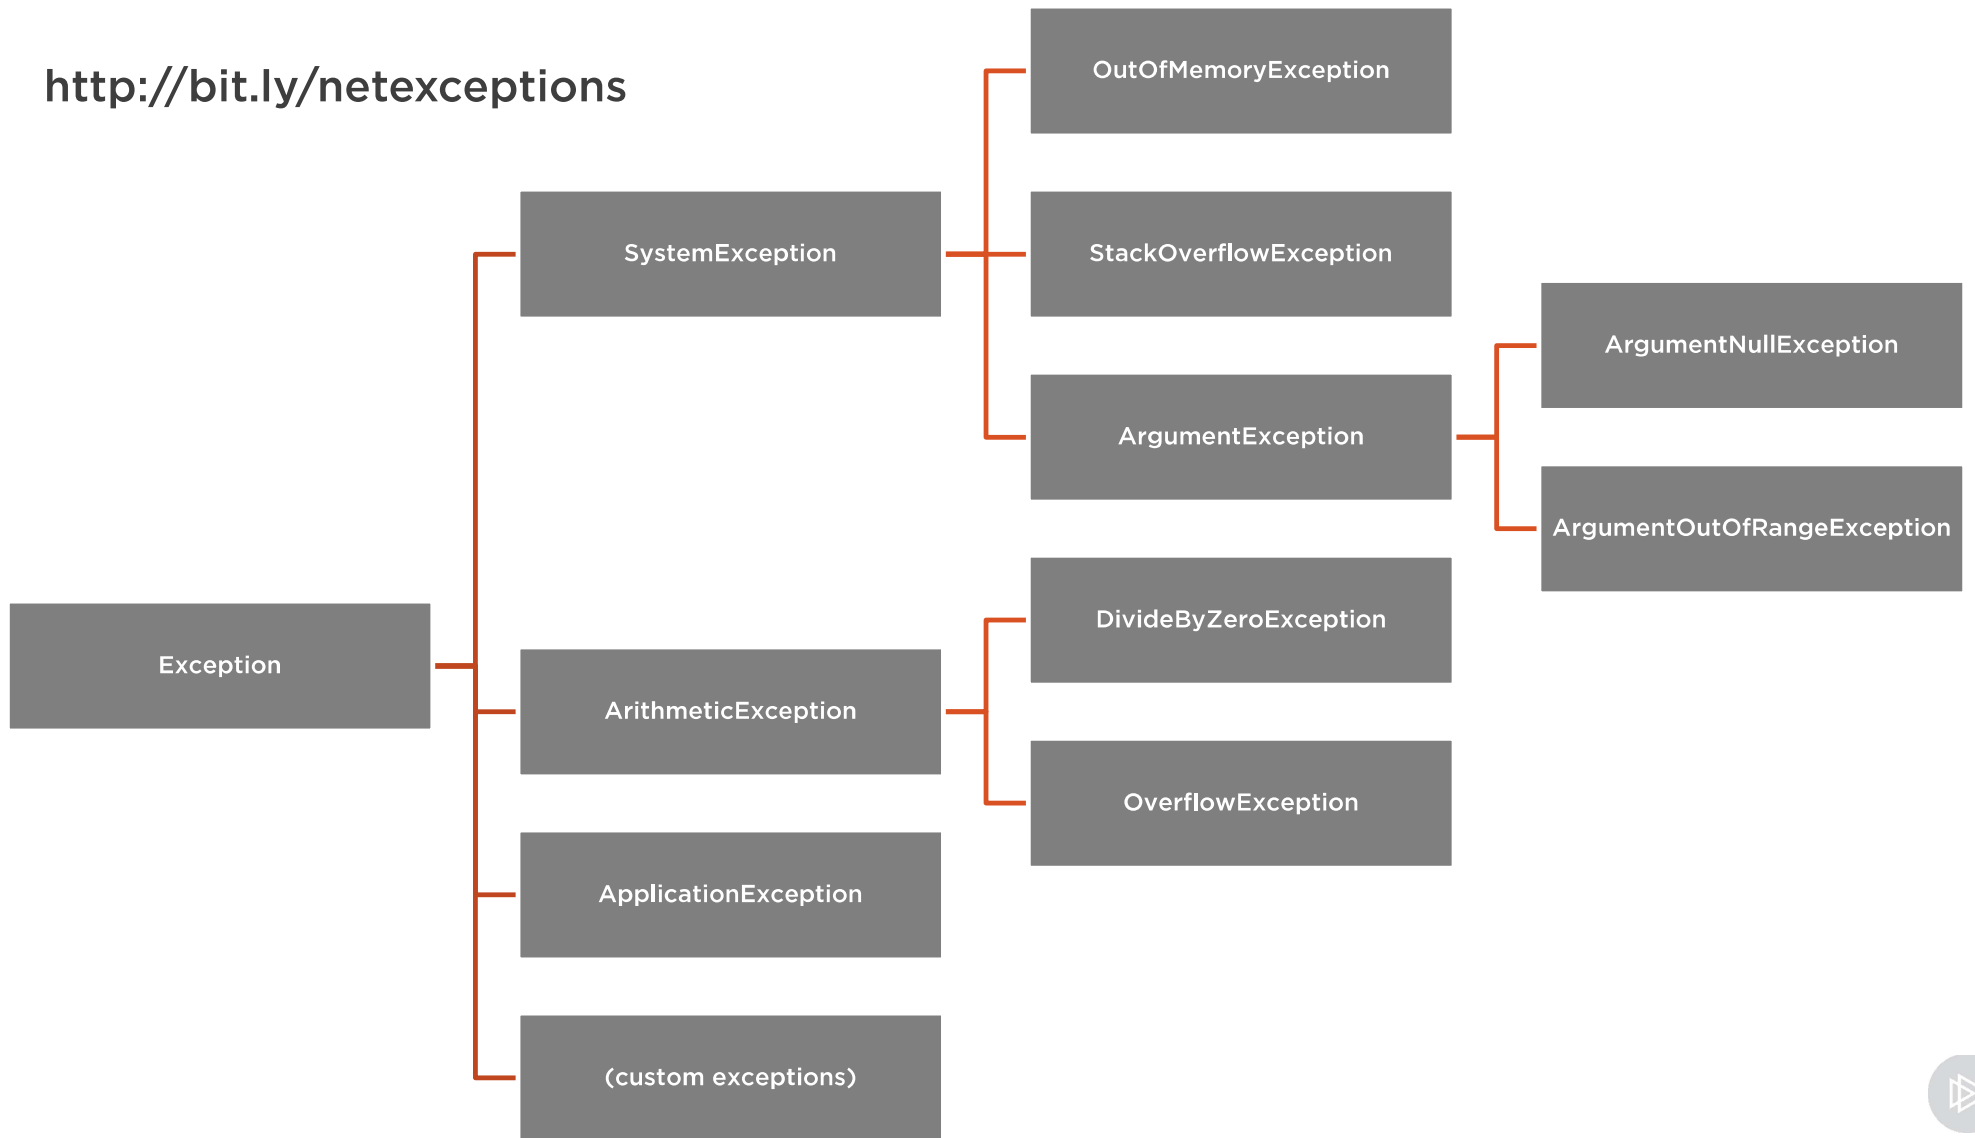 http://bit.ly/netexceptions
OutOfMemoryException
SystemException
StackOverflowException
ArgumentNullException
ArgumentException
ArgumentOutOfRangeException
DivideByZeroException
Exception
ArithmeticException
OverflowException
ApplicationException
(custom exceptions)